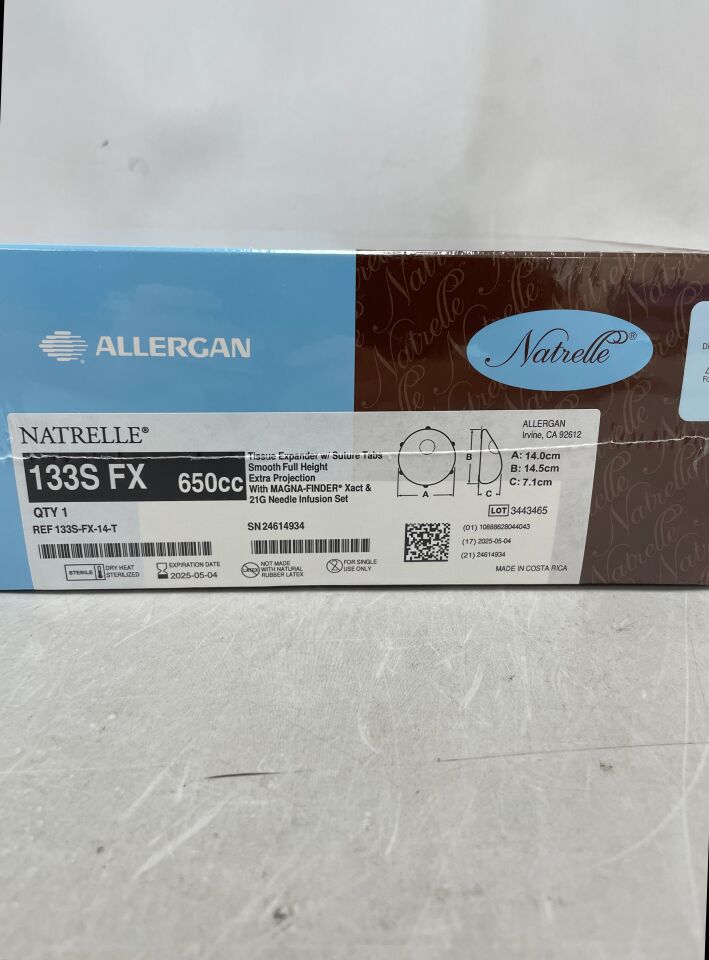 ALLERGAN
Natrelle®
NATRELLE®
133S FX 650cc
QTY 1
REF 133S-FX-14-T
Tissue Expander w/ Suture Tabs
Smooth Full Height
Extra Projection
With MAGNA-FINDER® Xact &
21G Needle Infusion Set
SN 24614934
STERILE
DRY HEAT
STERILIZED
EXPIRATION DATE
2025-05-04
LATEX
NOT MADE
WITH NATURAL
RUBBER LATEX
2
FOR SINGLE
USE ONLY
A
B
C
ALLERGAN
Irvine, CA 92612
A: 14.0cm
B: 14.5cm
C: 7.1cm
LOT 3443465
(01) 10888628044043
(17) 2025-05-04
(21) 24614934
MADE IN COSTA RICA
Natrelle